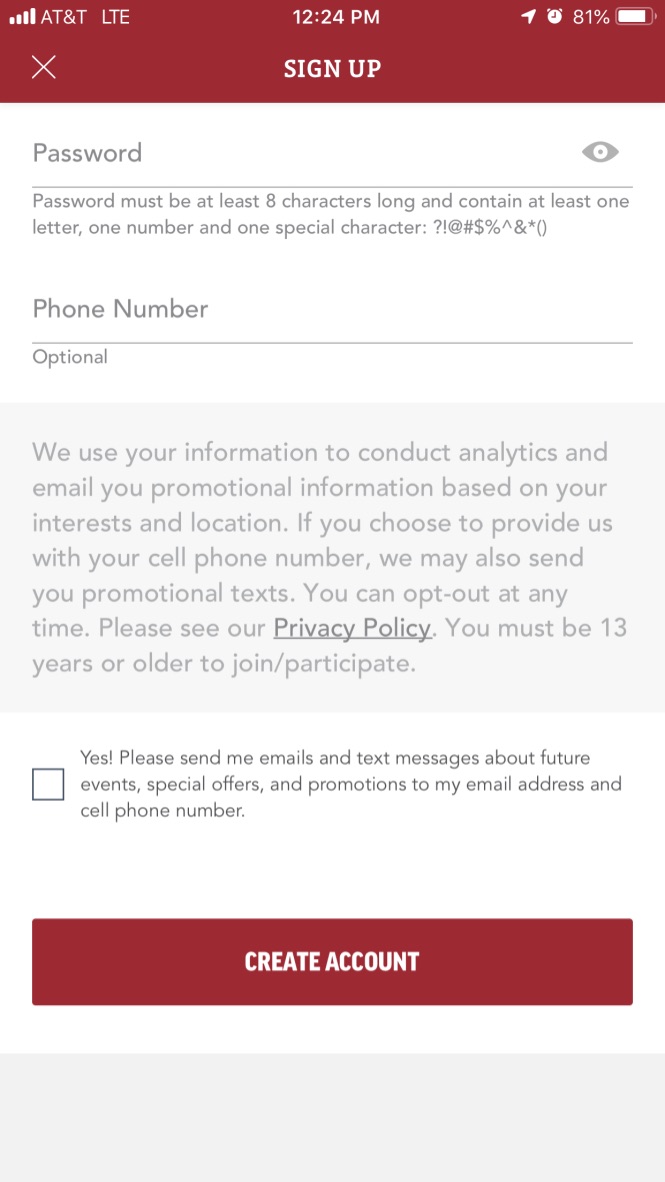 AT&T LTE 12:24 PM 81%
SIGN UP
Password
Password must be at least 8 characters long and contain at least one
letter, one number and one special character: ?!@#$%^&*()
Phone Number
Optional
We use your information to conduct analytics and
email you promotional information based on your
interests and location. If you choose to provide us
with your cell phone number, we may also send
you promotional texts. You can opt-out at any
time. Please see our Privacy Policy. You must be 13
years or older to join/participate.
Yes! Please send me emails and text messages about future
events, special offers, and promotions to my email address and
cell phone number.
CREATE ACCOUNT